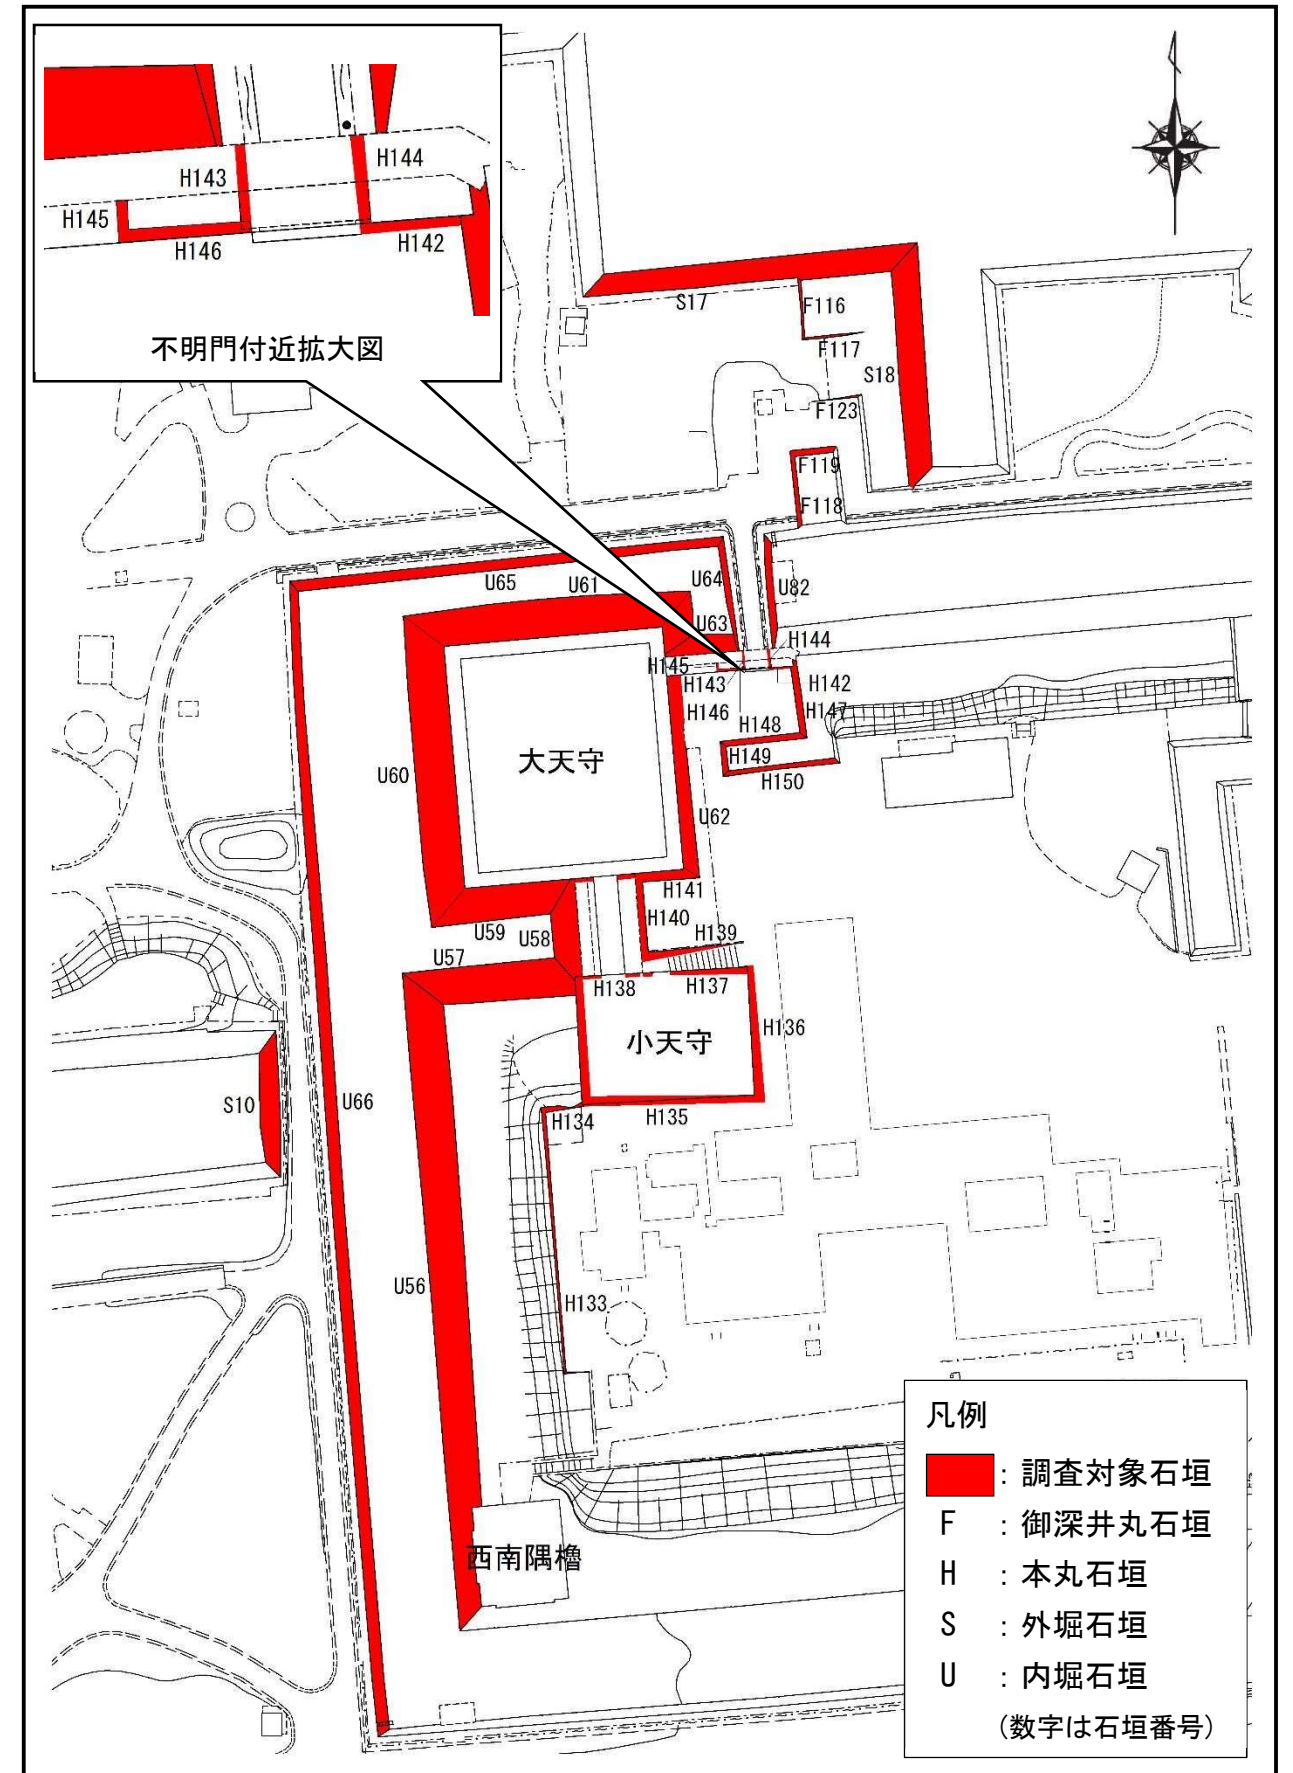 H143
H144
H145
H146
H142
不明門付近拡大図
S17
F116
F117
S18
F123
F119
F118
U65
U61
U64
U82
U63
H144
H145
H143
H142
H146
H147
H148
H149
H150
大天守
U60
U62
H141
H140
U59
U58
H139
U57
H138
H137
小天守
H136
S10
U66
H134
H135
U56
H133
西南隅櫓
凡例
：調査対象石垣
F ：御深井丸石垣
H ：本丸石垣
S ：外堀石垣
U ：内堀石垣
(数字は石垣番号)